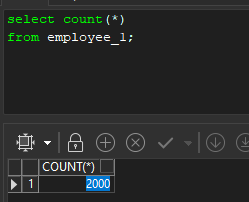 select count(*)
from employee_1;
COUNT(*)
1 2000